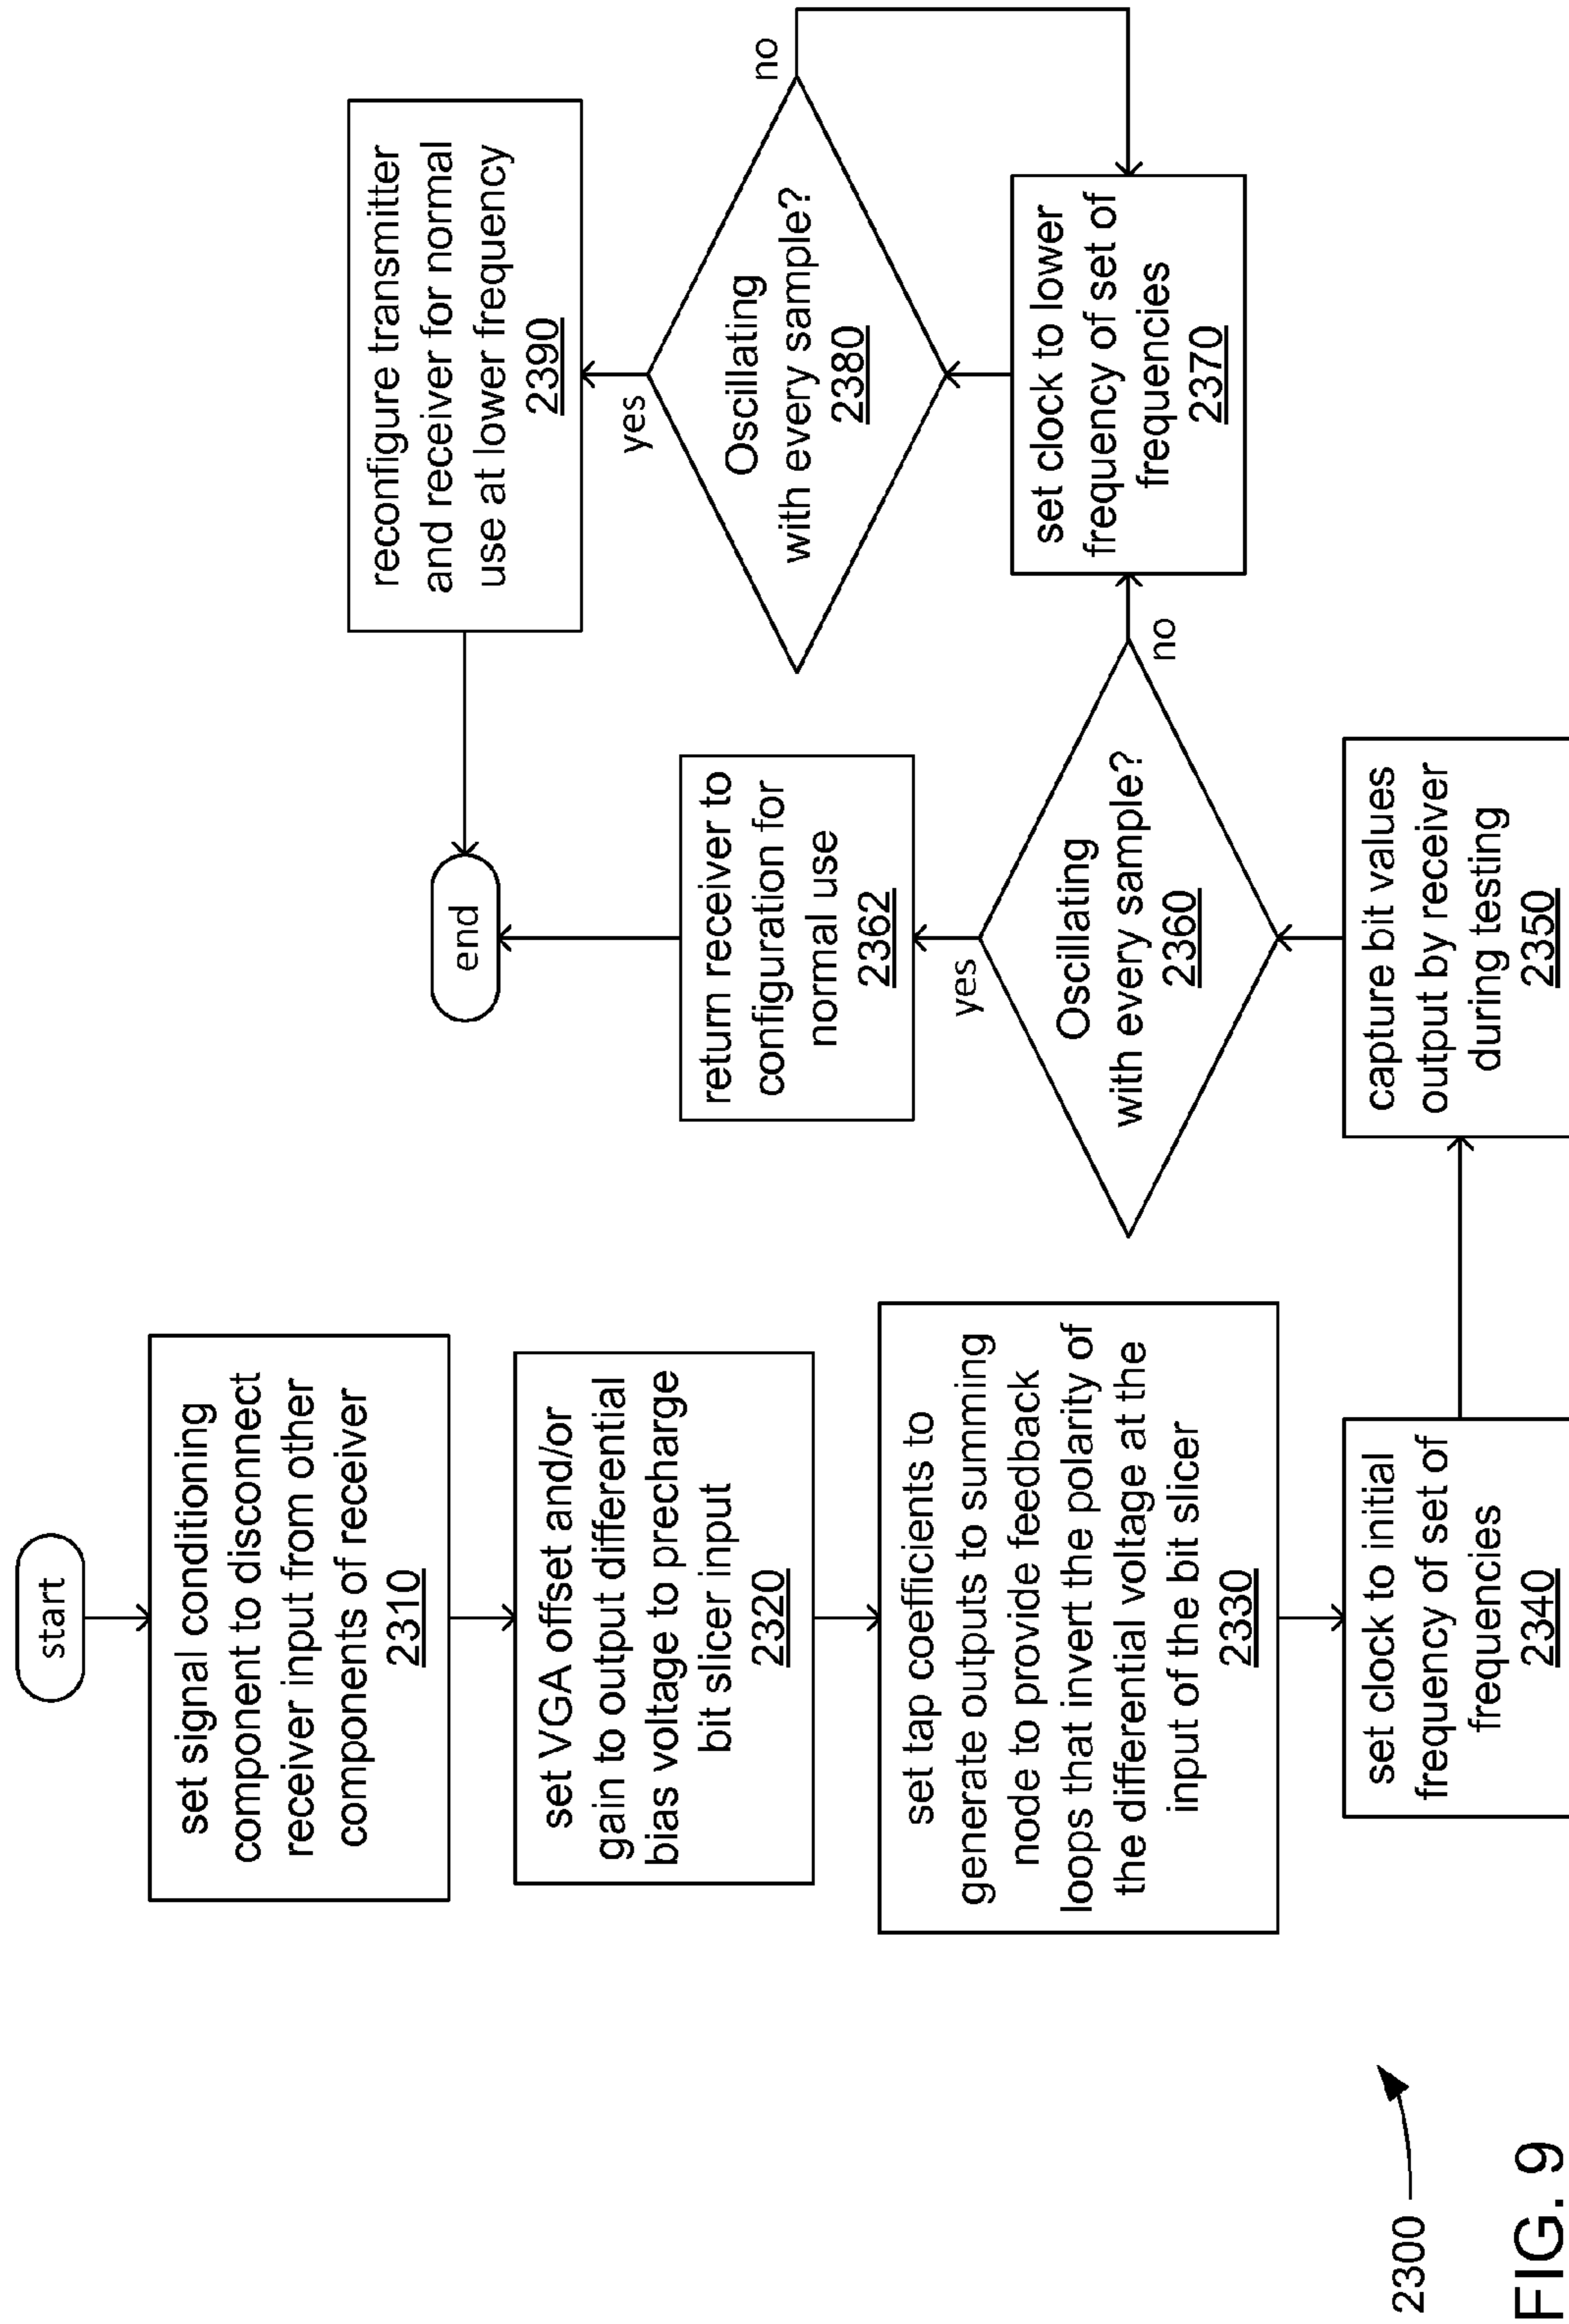 start
set signal conditioning
component to disconnect
receiver input from other
components of receiver
2310
set VGA offset and/or
gain to output differential
bias voltage to precharge
bit slicer input
2320
set tap coefficients to
generate outputs to summing
node to provide feedback
loops that invert the polarity of
the differential voltage at the
input of the bit slicer
2330
set clock to initial
frequency of set of
frequencies
2340
capture bit values
output by receiver
during testing
2350
Oscillating
with every sample?
2360
yes
no
return receiver to
configuration for
normal use
2362
end
set clock to lower
frequency of set of
frequencies
2370
Oscillating
with every sample?
2380
yes
no
reconfigure transmitter
and receiver for normal
use at lower frequency
2390
2300
FIG. 9